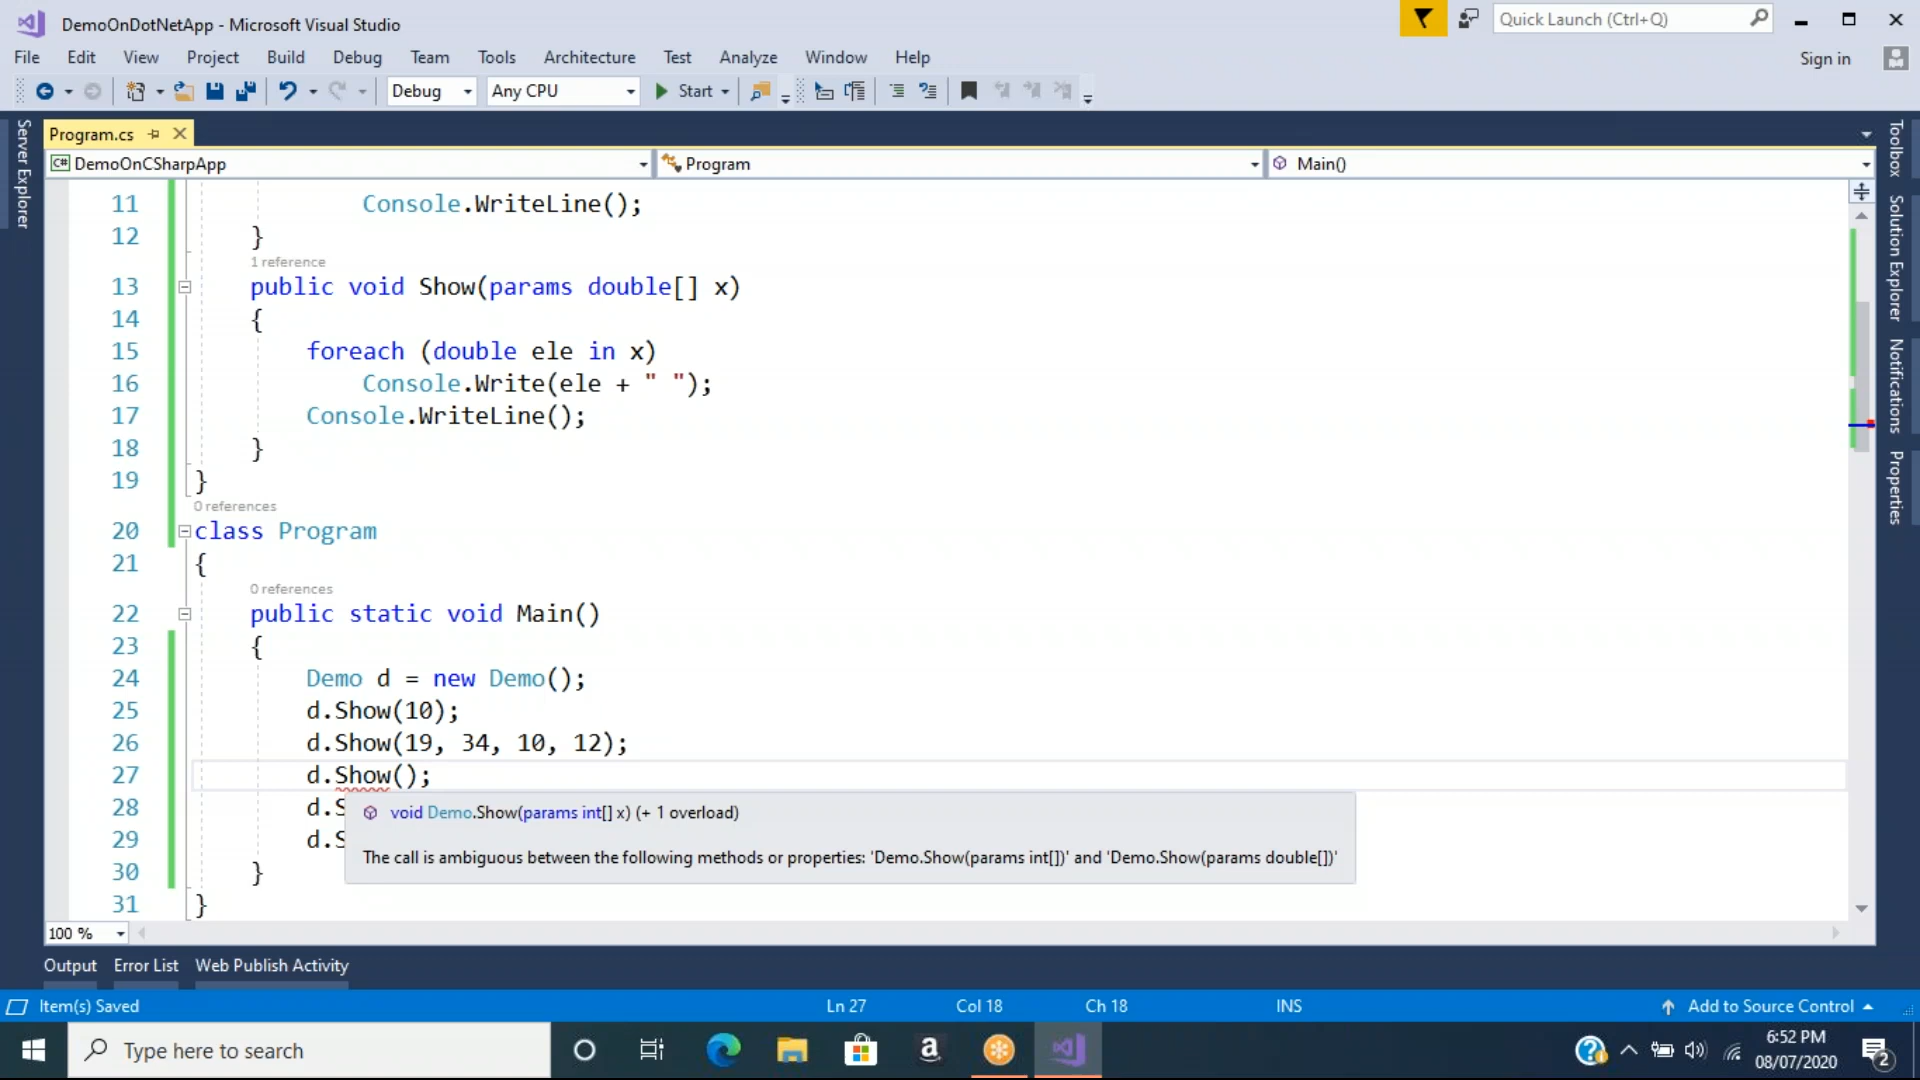 DemoOnDotNetApp - Microsoft Visual Studio
Quick Launch (Ctrl+Q)
File Edit View Project Build Debug Team Tools Architecture Test Analyze Window Help
Sign in
Debug Any CPU Start
Server Explorer
Program.cs
DemoOnCSharpApp Program Main()
Toolbox
Solution Explorer
Notifications
Properties
11 Console.WriteLine();
12 }
1 reference
13 public void Show(params double[] x)
14 {
15 foreach (double ele in x)
16 Console.Write(ele + " ");
17 Console.WriteLine();
18 }
19 }
0 references
20 class Program
21 {
0 references
22 public static void Main()
23 {
24 Demo d = new Demo();
25 d.Show(10);
26 d.Show(19, 34, 10, 12);
27 d.Show();
28 d.S
void Demo.Show(params int[] x) (+ 1 overload)
29 d.S
The call is ambiguous between the following methods or properties: 'Demo.Show(params int[])' and 'Demo.Show(params double[])'
30 }
31 }
100 %
Output Error List Web Publish Activity
Item(s) Saved Ln 27 Col 18 Ch 18 INS Add to Source Control
Type here to search
6:52 PM
08/07/2020
2